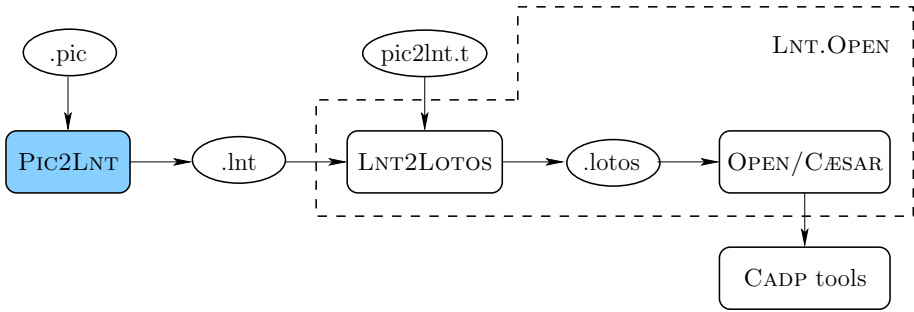 .pic
pic2lnt.t
LNT.OPEN
PIC2LNT
.lnt
LNT2LOTOS
.lotos
OPEN/CÆSAR
CADP tools